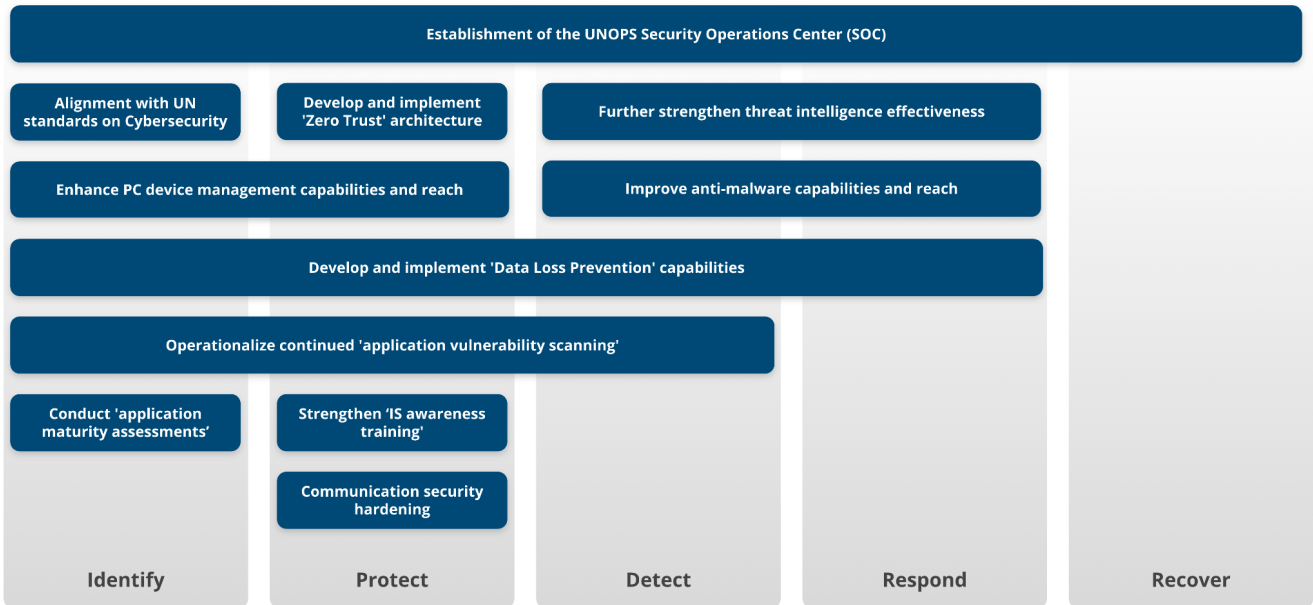 Establishment of the UNOPS Security Operations Center (SOC)
Alignment with UN
standards on Cybersecurity
Develop and implement
'Zero Trust' architecture
Further strengthen threat intelligence effectiveness
Enhance PC device management capabilities and reach
Improve anti-malware capabilities and reach
Develop and implement 'Data Loss Prevention' capabilities
Operationalize continued 'application vulnerability scanning'
Conduct 'application
maturity assessments’
Strengthen ‘IS awareness
training'
Communication security
hardening
Identify
Protect
Detect
Respond
Recover